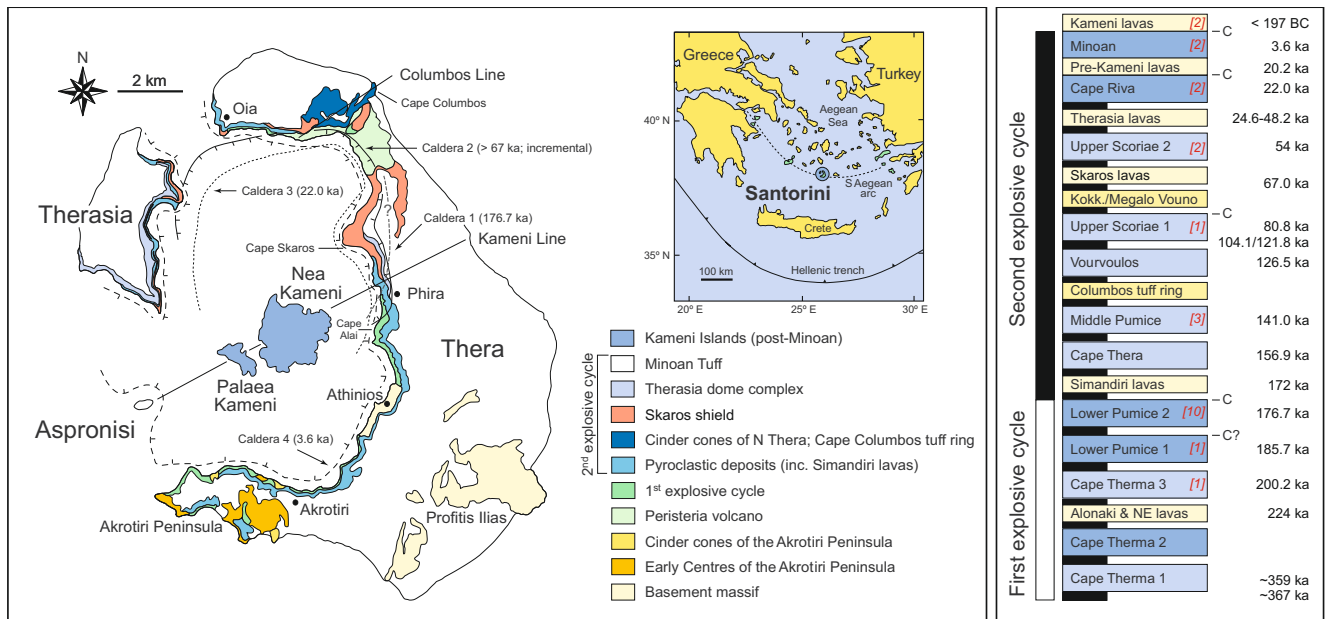 N
2 km
Oia
Columbos Line
Cape Columbos
Caldera 2 (> 67 ka; incremental)
Caldera 3 (22.0 ka)
Therasia
?
Caldera 1 (176.7 ka)
Kameni Line
Cape Skaros
Nea
Kameni
Phira
Cape
Alai
Thera
Palaea
Kameni
Athinios
Aspronisi
Caldera 4 (3.6 ka)
Akrotiri Peninsula
Akrotiri
Profitis Ilias
Greece
Turkey
Aegean
Sea
40° N
Santorini
S Aegean
arc
Crete
35° N
100 km
Hellenic trench
20° E
25° E
30° E
Kameni Islands (post-Minoan)
2nd explosive cycle
Minoan Tuff
Therasia dome complex
Skaros shield
Cinder cones of N Thera; Cape Columbos tuff ring
Pyroclastic deposits (inc. Simandiri lavas)
1st explosive cycle
Peristeria volcano
Cinder cones of the Akrotiri Peninsula
Early Centres of the Akrotiri Peninsula
Basement massif
Second explosive cycle
First explosive cycle
Kameni lavas [2] < 197 BC
C
Minoan [2] 3.6 ka
Pre-Kameni lavas 20.2 ka
C
Cape Riva [2] 22.0 ka
Therasia lavas 24.6-48.2 ka
Upper Scoriae 2 [2] 54 ka
Skaros lavas 67.0 ka
Kokk./Megalo Vouno
C
Upper Scoriae 1 [1] 80.8 ka
104.1/121.8 ka
Vourvoulos 126.5 ka
Columbos tuff ring
Middle Pumice [3] 141.0 ka
Cape Thera 156.9 ka
Simandiri lavas 172 ka
C
Lower Pumice 2 [10] 176.7 ka
C?
Lower Pumice 1 [1] 185.7 ka
Cape Therma 3 [1] 200.2 ka
Alonaki & NE lavas 224 ka
Cape Therma 2
Cape Therma 1 ~359 ka
~367 ka